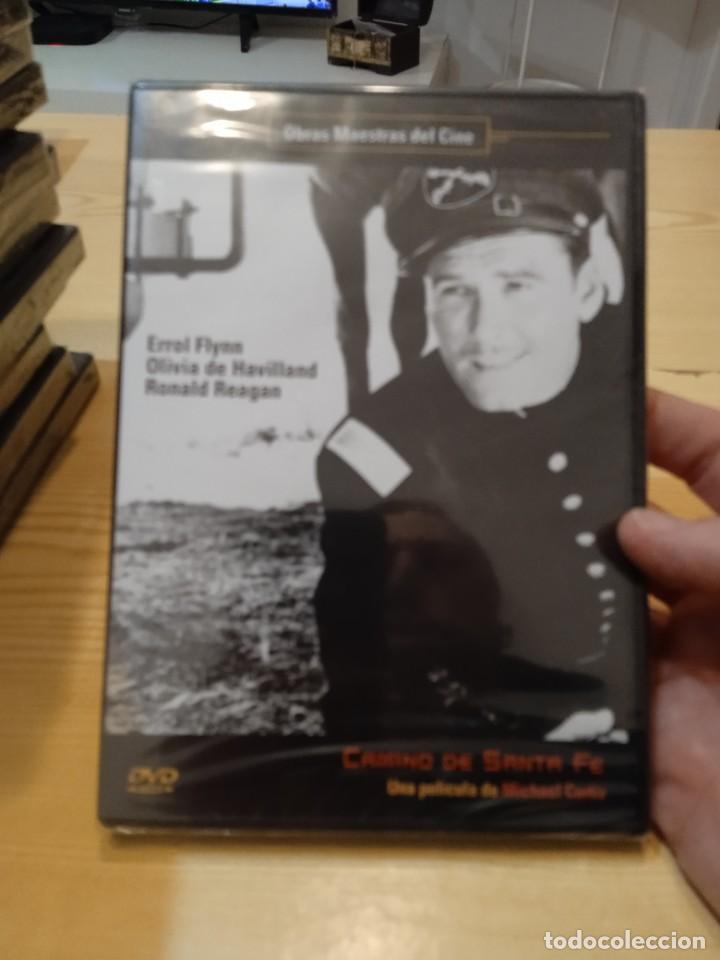 Obras Maestras del Cine
Errol Flynn
Olivia de Havilland
Ronald Reagan
CAMINO DE SANTA FE
Una película de Michael Curtiz
DVD
todocoleccion